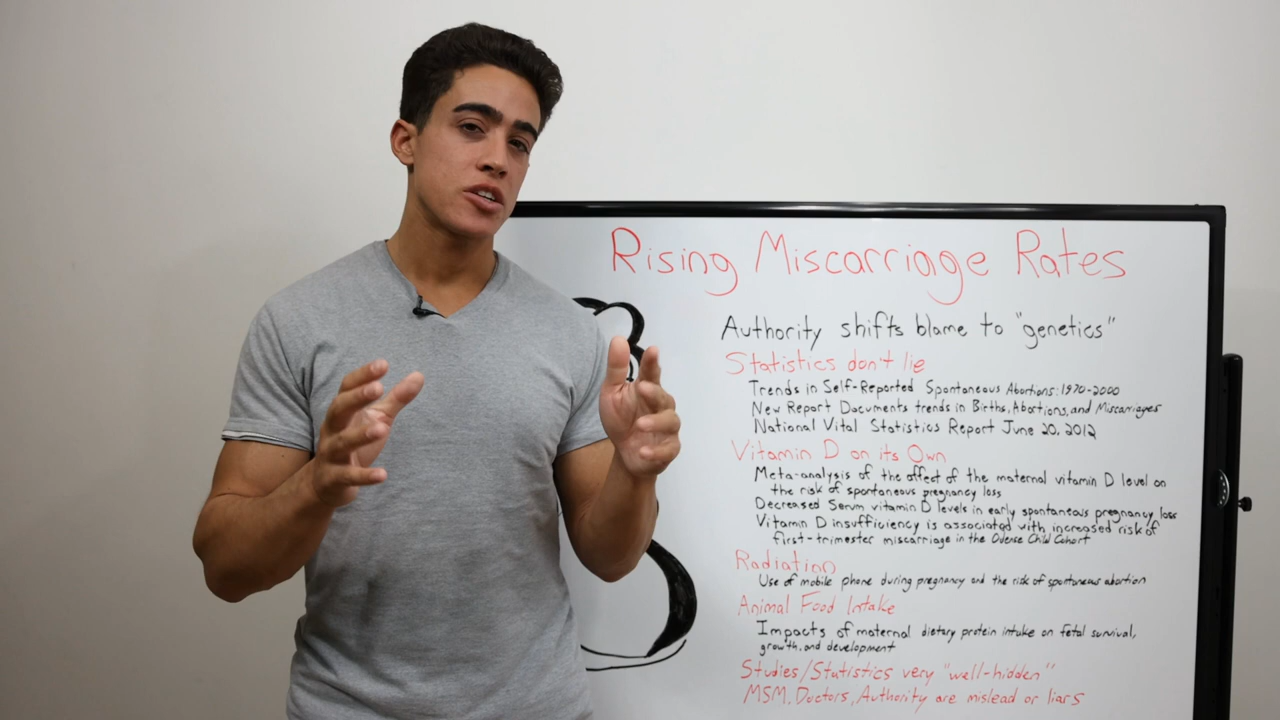 Rising Miscarriage Rates
Authority shifts blame to "genetics"
Statistics don't lie
Trends in Self-Reported Spontaneous Abortions: 1970-2000
New Report Documents trends in Births, Abortions, and Miscarriages
National Vital Statistics Report June 20, 2012
Vitamin D on its Own
Meta-analysis of the affect of the maternal vitamin D level on
the risk of spontaneous pregnancy loss
Decreased Serum vitamin D levels in early spontaneous pregnancy loss
Vitamin D insufficiency is associated with increased risk of
first-trimester miscarriage in the Odense Child Cohort
Radiation
Use of mobile phone during pregnancy and the risk of spontaneous abortion
Animal Food Intake
Impacts of maternal dietary protein intake on fetal survival,
growth, and development
Studies/Statistics very "well-hidden"
MSM, Doctors, Authority are mislead or liars